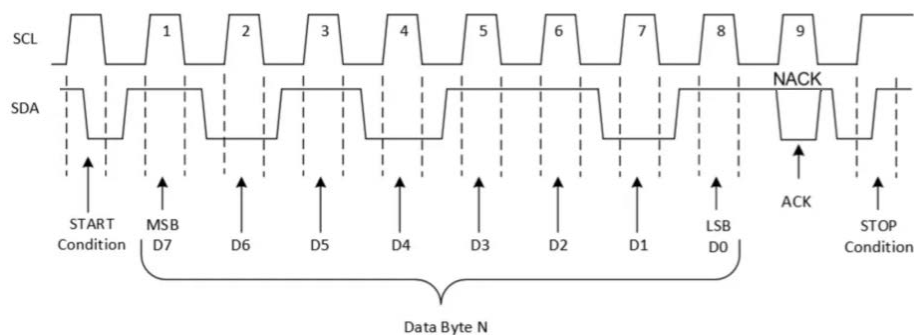 SCL
1 2 3 4 5 6 7 8 9
NACK
SDA
ACK
START
Condition
MSB
D7
D6
D5
D4
D3
D2
D1
LSB
D0
STOP
Condition
Data Byte N